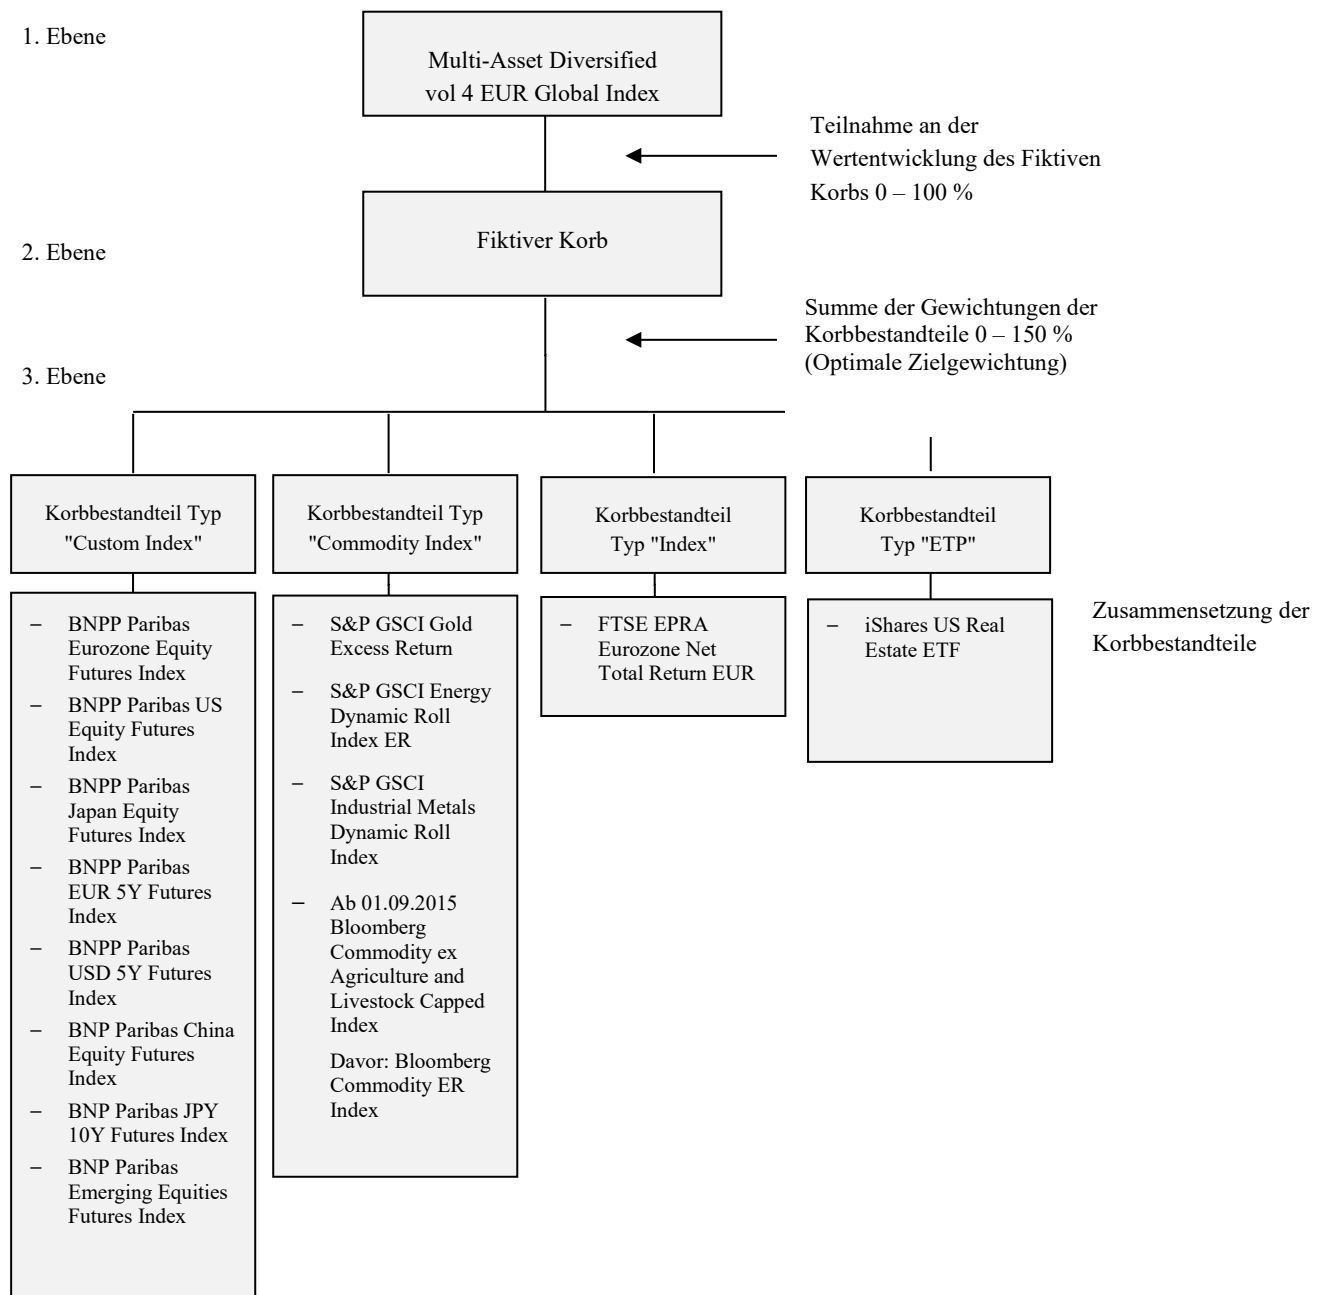 1. Ebene
Multi-Asset Diversified
vol 4 EUR Global Index
Teilnahme an der
Wertentwicklung des Fiktiven
Korbs 0 – 100 %
2. Ebene
Fiktiver Korb
Summe der Gewichtungen der
Korbbestandteile 0 – 150 %
(Optimale Zielgewichtung)
3. Ebene
Korbbestandteil Typ
"Custom Index"
Korbbestandteil Typ
"Commodity Index"
Korbbestandteil
Typ "Index"
Korbbestandteil
Typ "ETP"
– BNPP Paribas
Eurozone Equity
Futures Index
– BNPP Paribas US
Equity Futures
Index
– BNPP Paribas
Japan Equity
Futures Index
– BNPP Paribas
EUR 5Y Futures
Index
– BNPP Paribas
USD 5Y Futures
Index
– BNP Paribas China
Equity Futures
Index
– BNP Paribas JPY
10Y Futures Index
– BNP Paribas
Emerging Equities
Futures Index
– S&P GSCI Gold
Excess Return
– S&P GSCI Energy
Dynamic Roll
Index ER
– S&P GSCI
Industrial Metals
Dynamic Roll
Index
– Ab 01.09.2015
Bloomberg
Commodity ex
Agriculture and
Livestock Capped
Index
Davor: Bloomberg
Commodity ER
Index
– FTSE EPRA
Eurozone Net
Total Return EUR
– iShares US Real
Estate ETF
Zusammensetzung der
Korbbestandteile